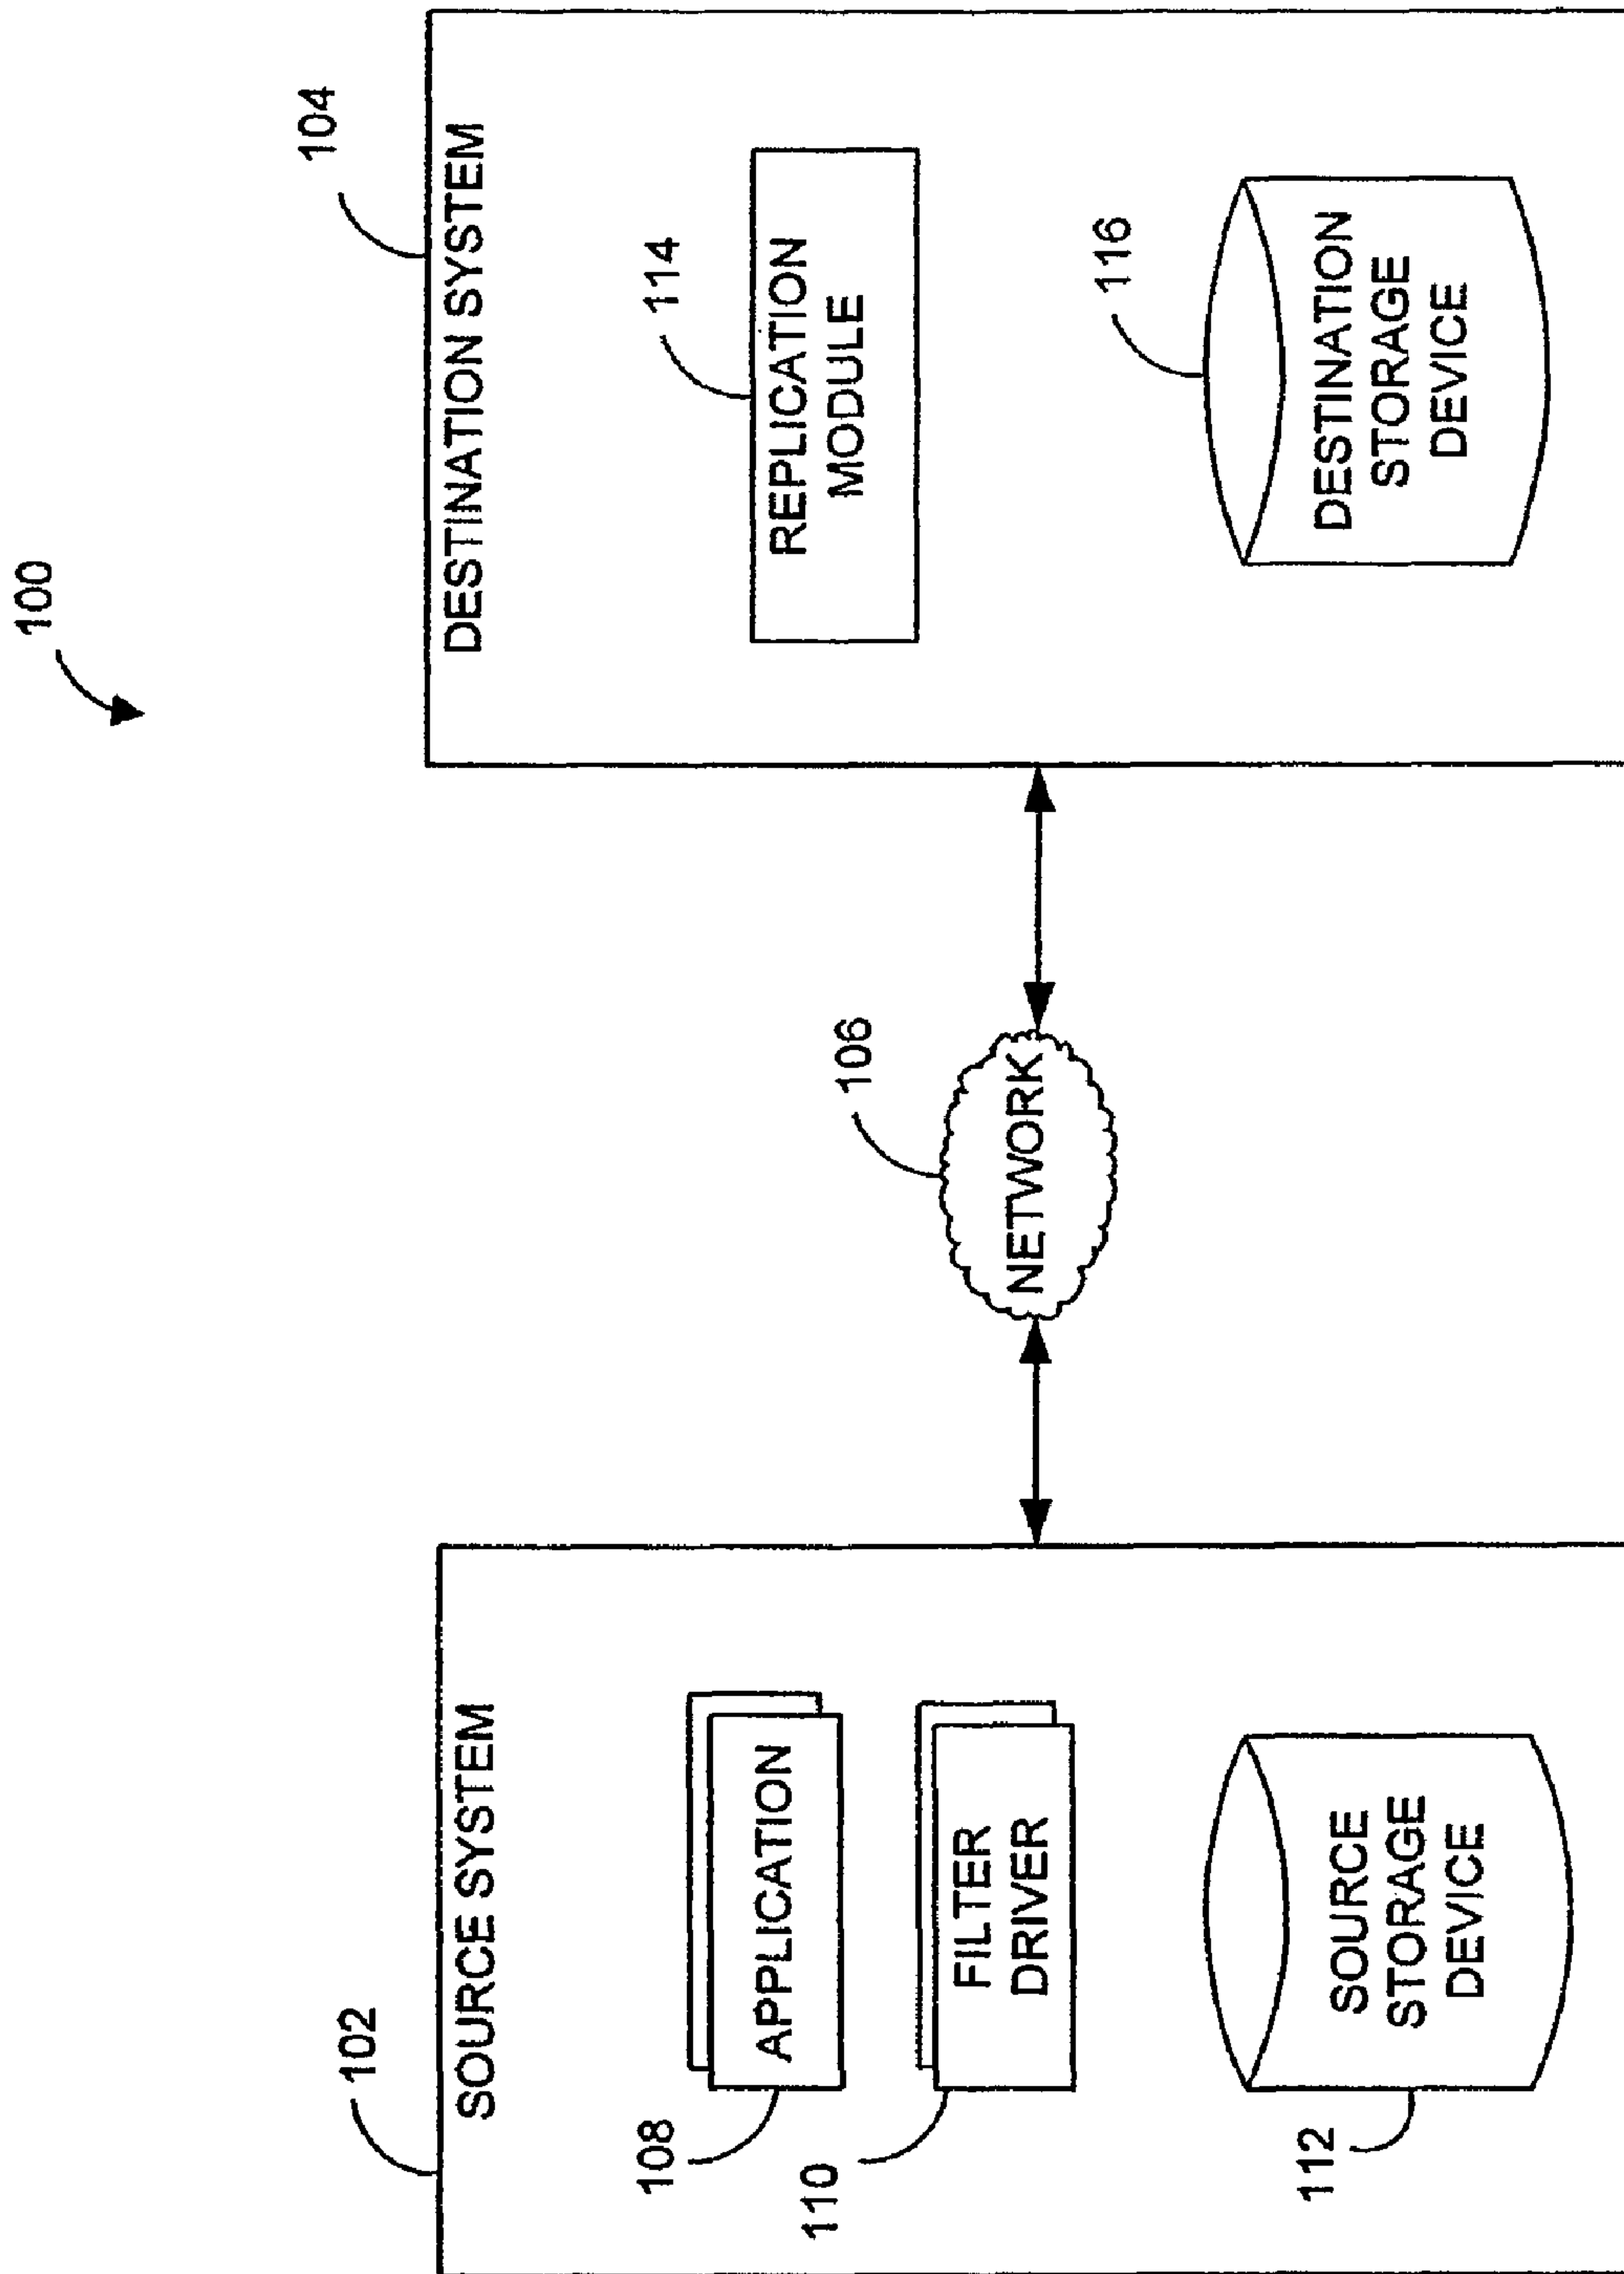 100
102
SOURCE SYSTEM
108
APPLICATION
110
FILTER
DRIVER
112
SOURCE
STORAGE
DEVICE
106
NETWORK
104
DESTINATION SYSTEM
114
REPLICATION
MODULE
116
DESTINATION
STORAGE
DEVICE